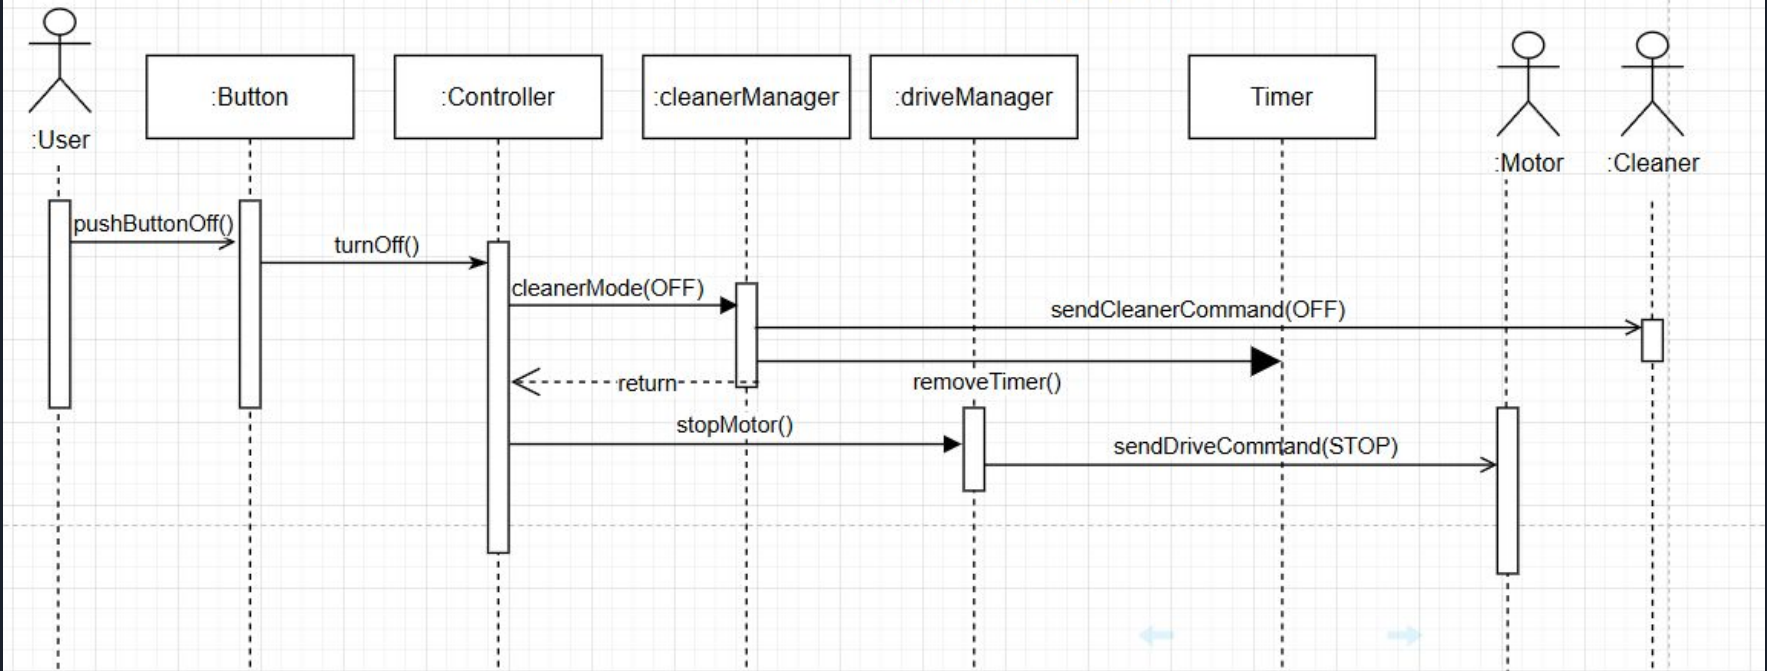 :User
:Button
:Controller
:cleanerManager
:driveManager
Timer
:Motor
:Cleaner
pushButtonOff()
turnOff()
cleanerMode(OFF)
sendCleanerCommand(OFF)
return
removeTimer()
stopMotor()
sendDriveCommand(STOP)